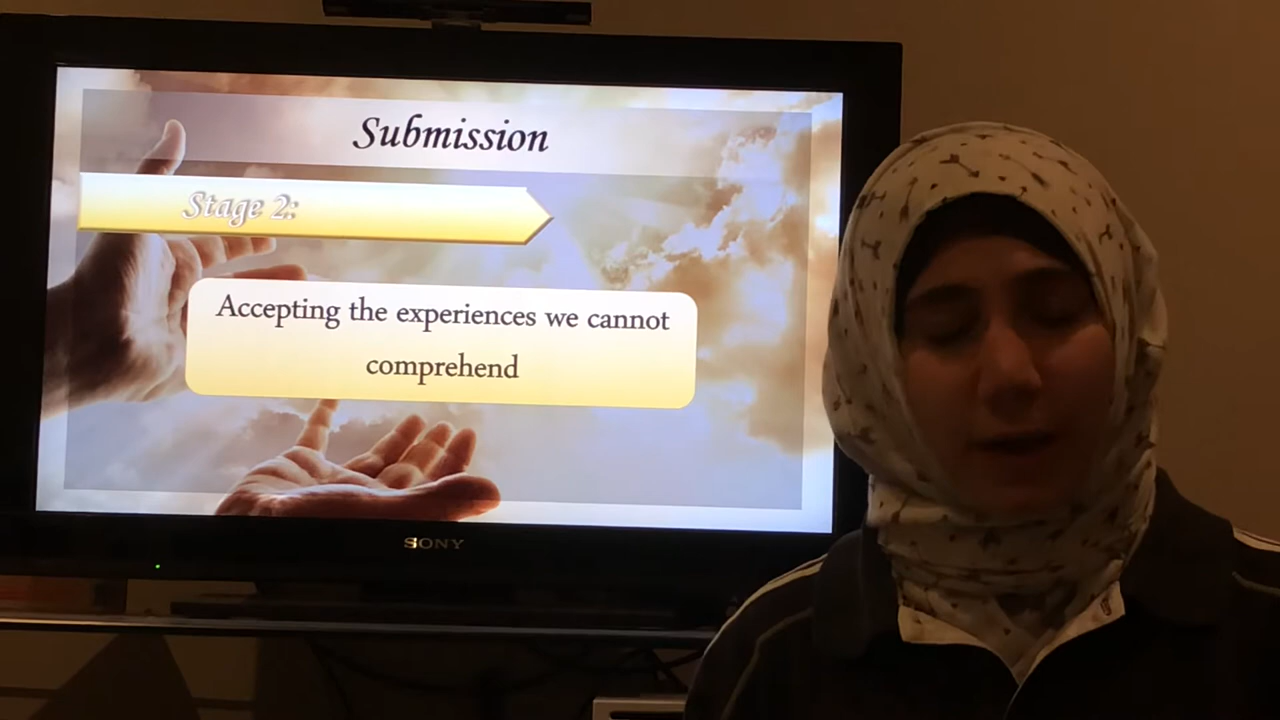 Submission
Stage 2:
Accepting the experiences we cannot
comprehend
SONY